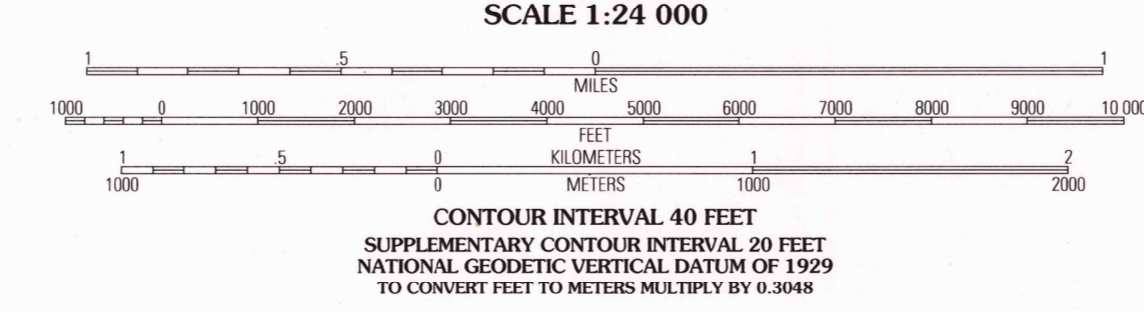 SCALE 1:24 000
1 .5 0 1
MILES
1000 0 1000 2000 3000 4000 5000 6000 7000 8000 9000 10 000
FEET
1 .5 0 KILOMETERS 1 2
1000 0 METERS 1000 2000
CONTOUR INTERVAL 40 FEET
SUPPLEMENTARY CONTOUR INTERVAL 20 FEET
NATIONAL GEODETIC VERTICAL DATUM OF 1929
TO CONVERT FEET TO METERS MULTIPLY BY 0.3048